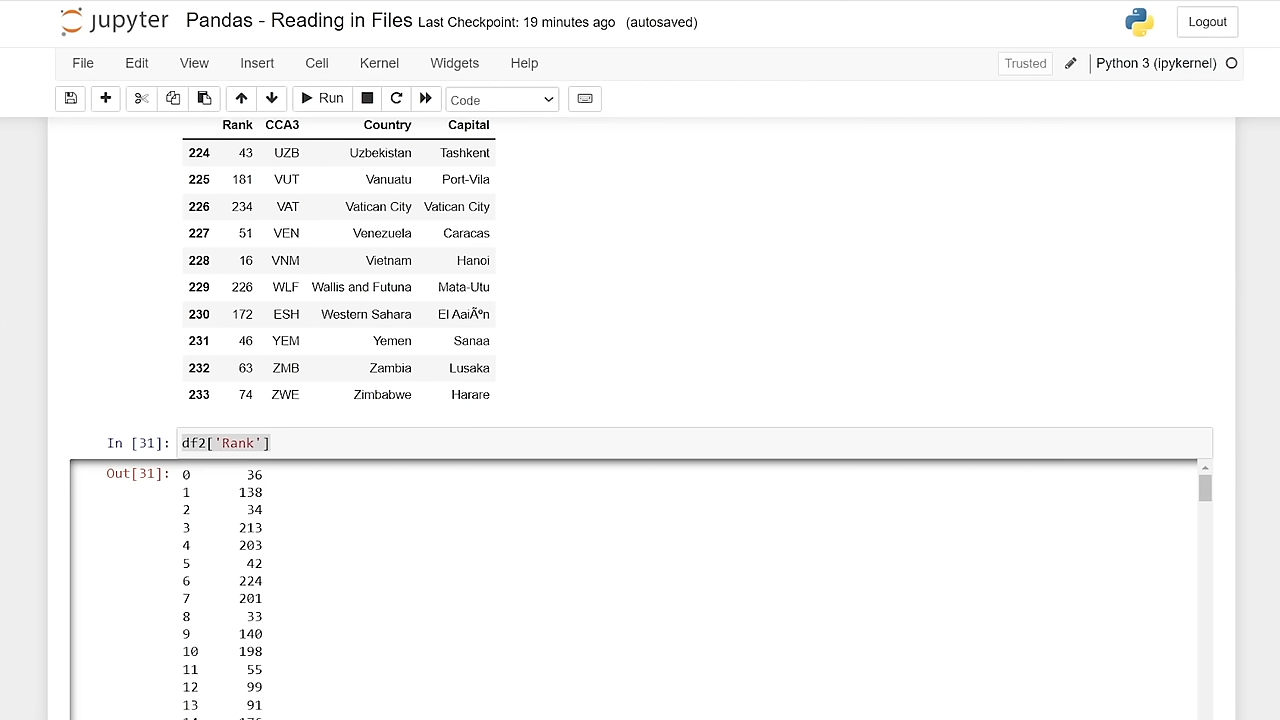 jupyter Pandas - Reading in Files Last Checkpoint: 19 minutes ago (autosaved) Logout
File Edit View Insert Cell Kernel Widgets Help Trusted Python 3 (ipykernel)
Run Code
Rank CCA3 Country Capital
224 43 UZB Uzbekistan Tashkent
225 181 VUT Vanuatu Port-Vila
226 234 VAT Vatican City Vatican City
227 51 VEN Venezuela Caracas
228 16 VNM Vietnam Hanoi
229 226 WLF Wallis and Futuna Mata-Utu
230 172 ESH Western Sahara El Aaiún
231 46 YEM Yemen Sanaa
232 63 ZMB Zambia Lusaka
233 74 ZWE Zimbabwe Harare
In [31]: df2['Rank']
Out[31]: 0 36
1 138
2 34
3 213
4 203
5 42
6 224
7 201
8 33
9 140
10 198
11 55
12 99
13 91